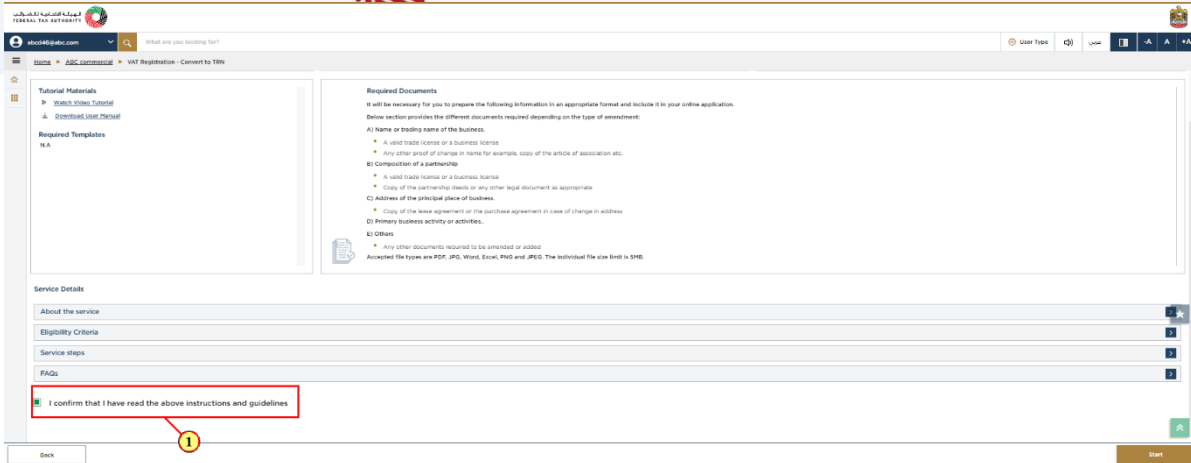 الهيئة الاتحادية للضرائب
FEDERAL TAX AUTHORITY
abcd46@abc.com
What are you looking for?
User Type
عربي
-A A +A
Home ► ABC commercial ► VAT Registration - Convert to TRN
Tutorial Materials
Watch Video Tutorial
Download User Manual
Required Templates
N.A
Required Documents
It will be necessary for you to prepare the following information in an appropriate format and include it in your online application.
Below section provides the different documents required depending on the type of amendment:
A) Name or trading name of the business.
A valid trade license or a business license
Any other proof of change in name for example, copy of the article of association etc.
B) Composition of a partnership
A valid trade license or a business license
Copy of the partnership deeds or any other legal document as appropriate
C) Address of the principal place of business.
Copy of the lease agreement or the purchase agreement in case of change in address
D) Primary business activity or activities..
E) Others
Any other documents required to be amended or added
Accepted file types are PDF, JPG, Word, Excel, PNG and JPEG. The individual file size limit is 5MB.
Service Details
About the service
Eligibility Criteria
Service steps
FAQs
I confirm that I have read the above instructions and guidelines
1
Back
Start